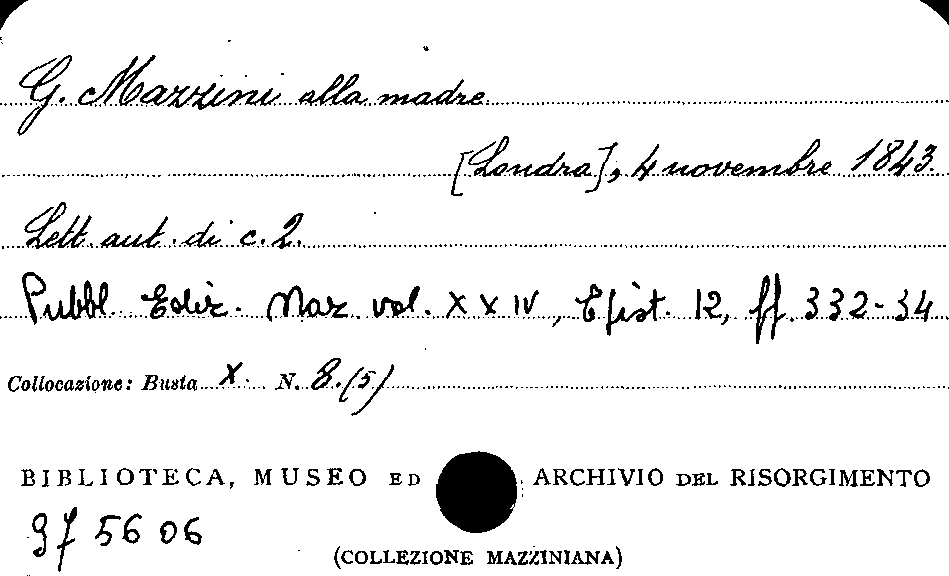 G. Mazzini alla madre
[Londra], 4 novembre 1843.
Lett. aut. di c. 2.
Pubbl. Ediz. Naz. vol. XXIV, Epist. 12, pp. 332-34
Collocazione: Busta X. N. 8.(5)
BIBLIOTECA, MUSEO ED ARCHIVIO DEL RISORGIMENTO
97 56 06
(COLLEZIONE MAZZINIANA)